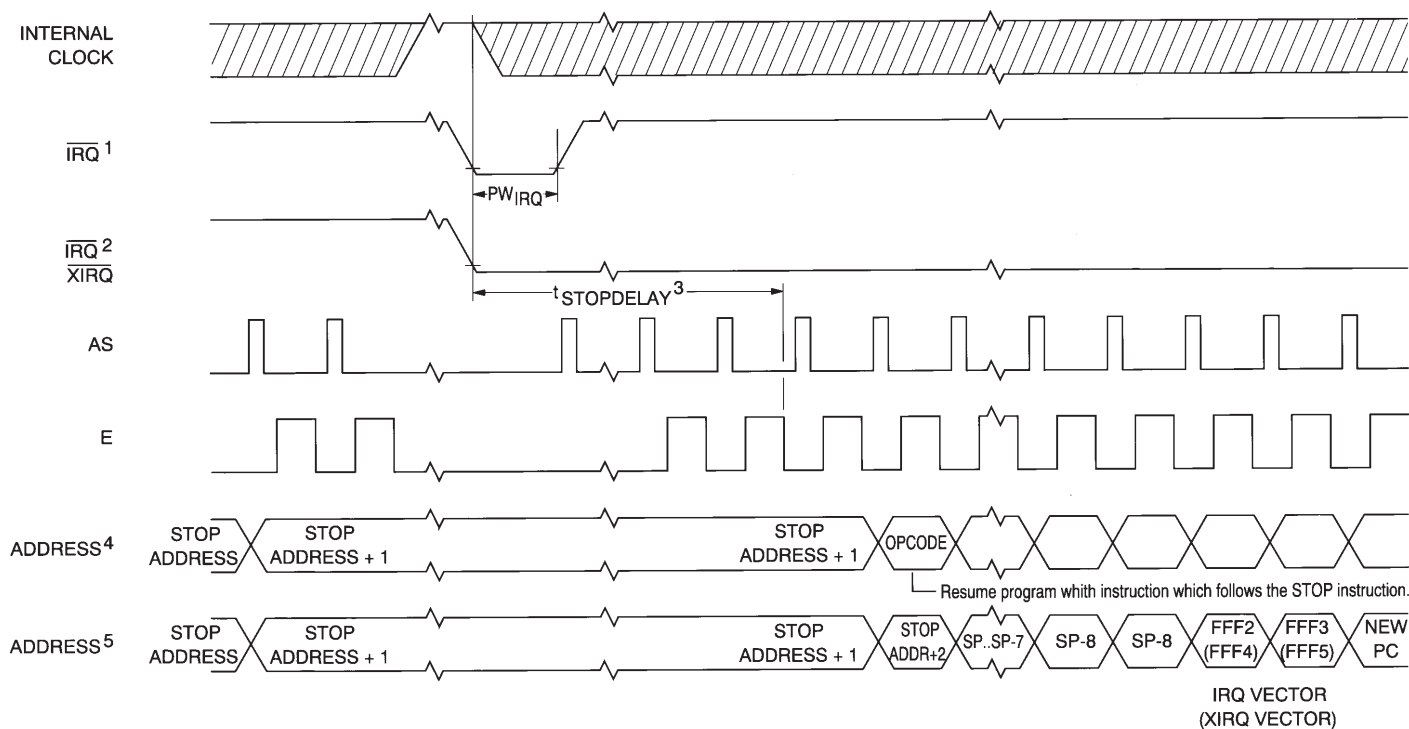 INTERNAL
CLOCK
IRQ 1
PW IRQ
IRQ 2
XIRQ
t STOPDELAY 3
AS
E
ADDRESS 4
STOP
ADDRESS
STOP
ADDRESS + 1
STOP
ADDRESS + 1
OPCODE
Resume program whith instruction which follows the STOP instruction.
ADDRESS 5
STOP
ADDRESS
STOP
ADDRESS + 1
STOP
ADDRESS + 1
STOP
ADDR+2
SP..SP-7
SP-8
SP-8
FFF2
(FFF4)
FFF3
(FFF5)
NEW
PC
IRQ VECTOR
(XIRQ VECTOR)